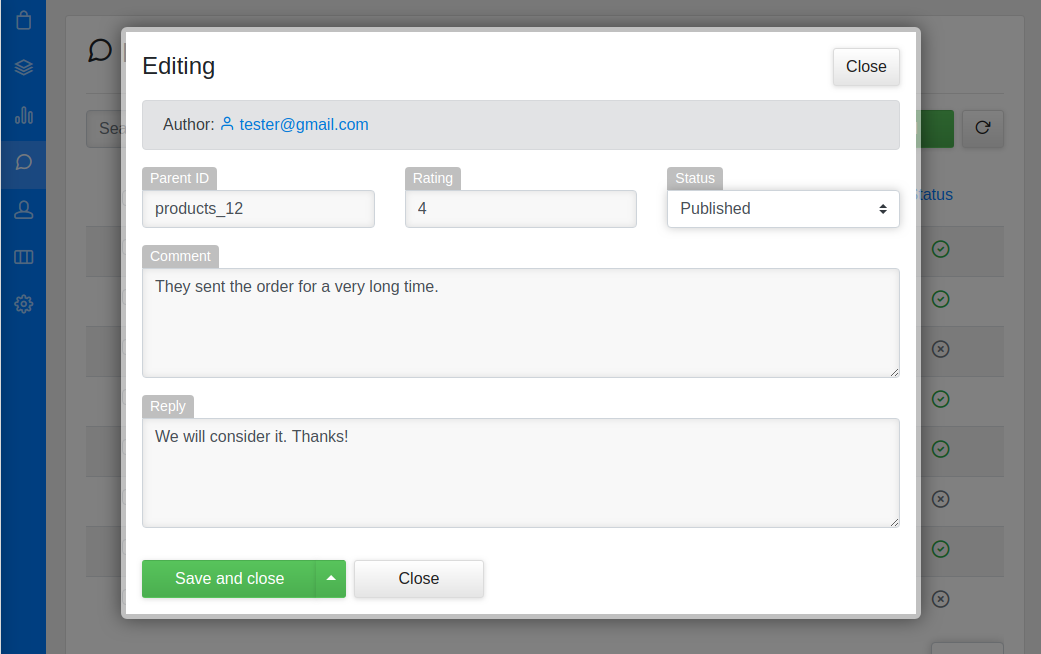 Editing
Close
Author: tester@gmail.com
Parent ID
Rating
Status
products_12
4
Published
Status
Comment
They sent the order for a very long time.
Reply
We will consider it. Thanks!
Save and close
Close